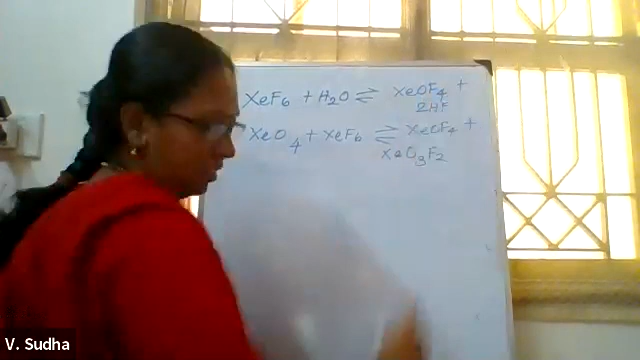 XeF6 + H2O ⇌ XeOF4 +
2HF
XeO4 + XeF6 ⇌ XeOF4 +
XeO3F2
V. Sudha